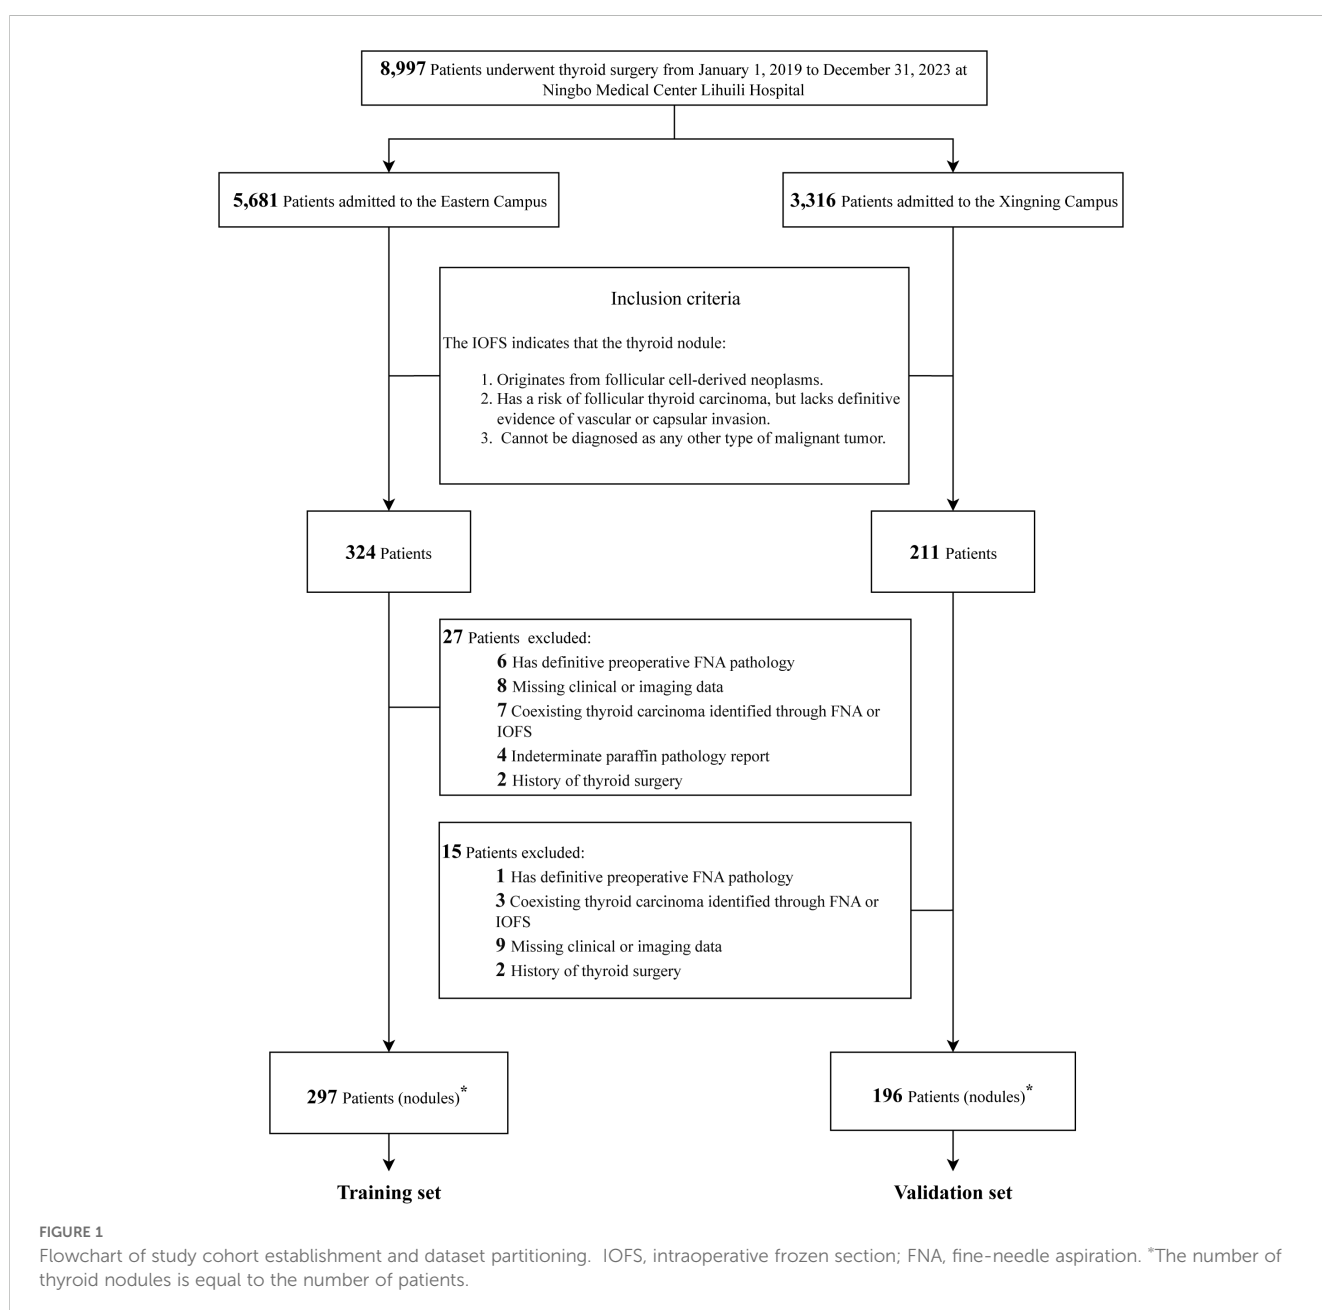 8,997 Patients underwent thyroid surgery from January 1, 2019 to December 31, 2023 at
Ningbo Medical Center Lihuili Hospital
5,681 Patients admitted to the Eastern Campus
3,316 Patients admitted to the Xingning Campus
Inclusion criteria
The IOFS indicates that the thyroid nodule:
1. Originates from follicular cell-derived neoplasms.
2. Has a risk of follicular thyroid carcinoma, but lacks definitive
evidence of vascular or capsular invasion.
3. Cannot be diagnosed as any other type of malignant tumor.
324 Patients
211 Patients
27 Patients excluded:
6 Has definitive preoperative FNA pathology
8 Missing clinical or imaging data
7 Coexisting thyroid carcinoma identified through FNA or
IOFS
4 Indeterminate paraffin pathology report
2 History of thyroid surgery
15 Patients excluded:
1 Has definitive preoperative FNA pathology
3 Coexisting thyroid carcinoma identified through FNA or
IOFS
9 Missing clinical or imaging data
2 History of thyroid surgery
297 Patients (nodules)*
196 Patients (nodules)*
Training set
Validation set
FIGURE 1
Flowchart of study cohort establishment and dataset partitioning. IOFS, intraoperative frozen section; FNA, fine-needle aspiration. *The number of
thyroid nodules is equal to the number of patients.